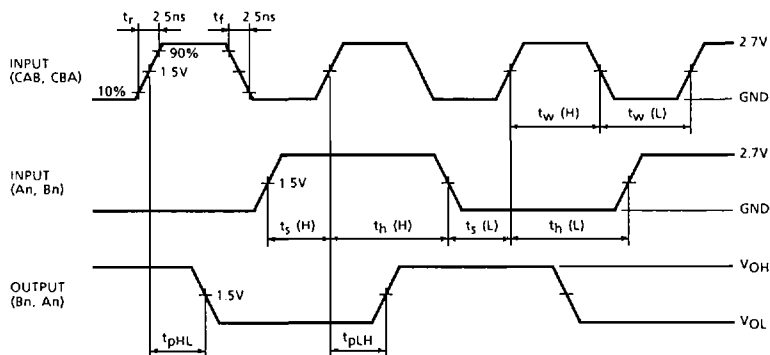 tr 2 5ns tf 2 5ns
INPUT
(CAB, CBA)
90%
1.5V
10%
2 7V
GND
tw (H) tw (L)
INPUT
(An, Bn)
1 5V
2.7V
GND
ts (H) th (H) ts (L) th (L)
OUTPUT
(Bn, An)
1.5V
VOH
VOL
tpHL tpLH